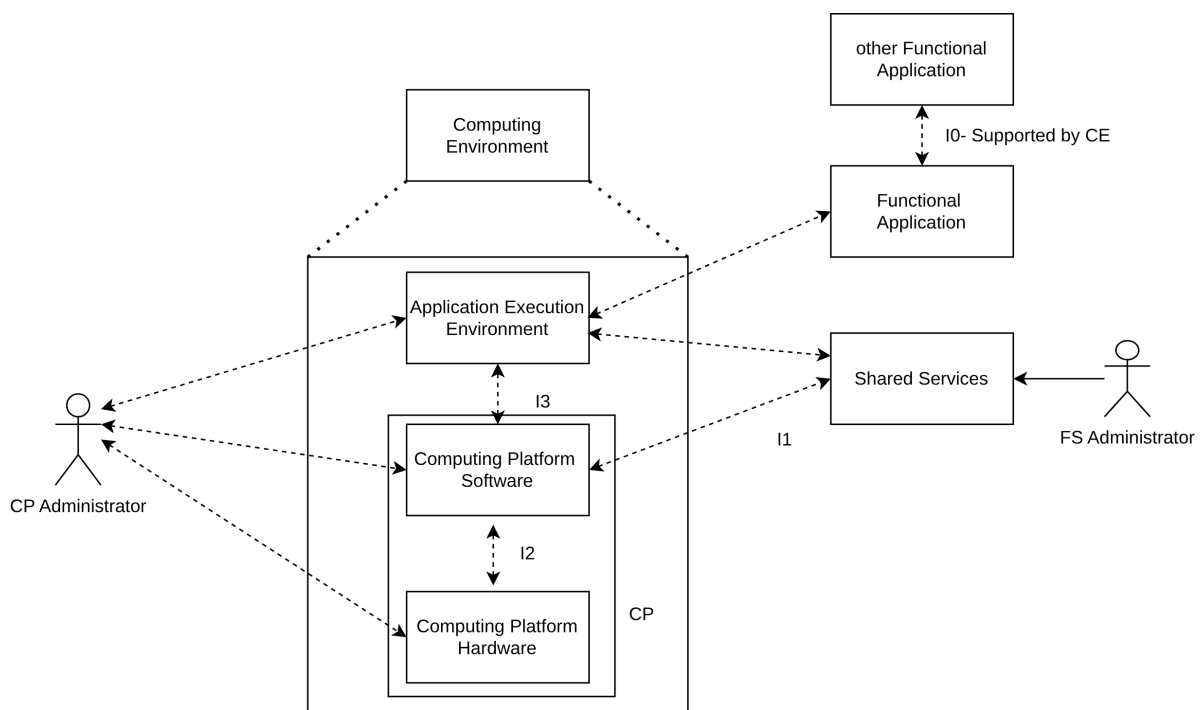 other Functional
Application
I0- Supported by CE
Computing
Environment
Functional
Application
Application Execution
Environment
Shared Services
I3
I1
FS Administrator
Computing Platform
Software
CP Administrator
I2
CP
Computing Platform
Hardware